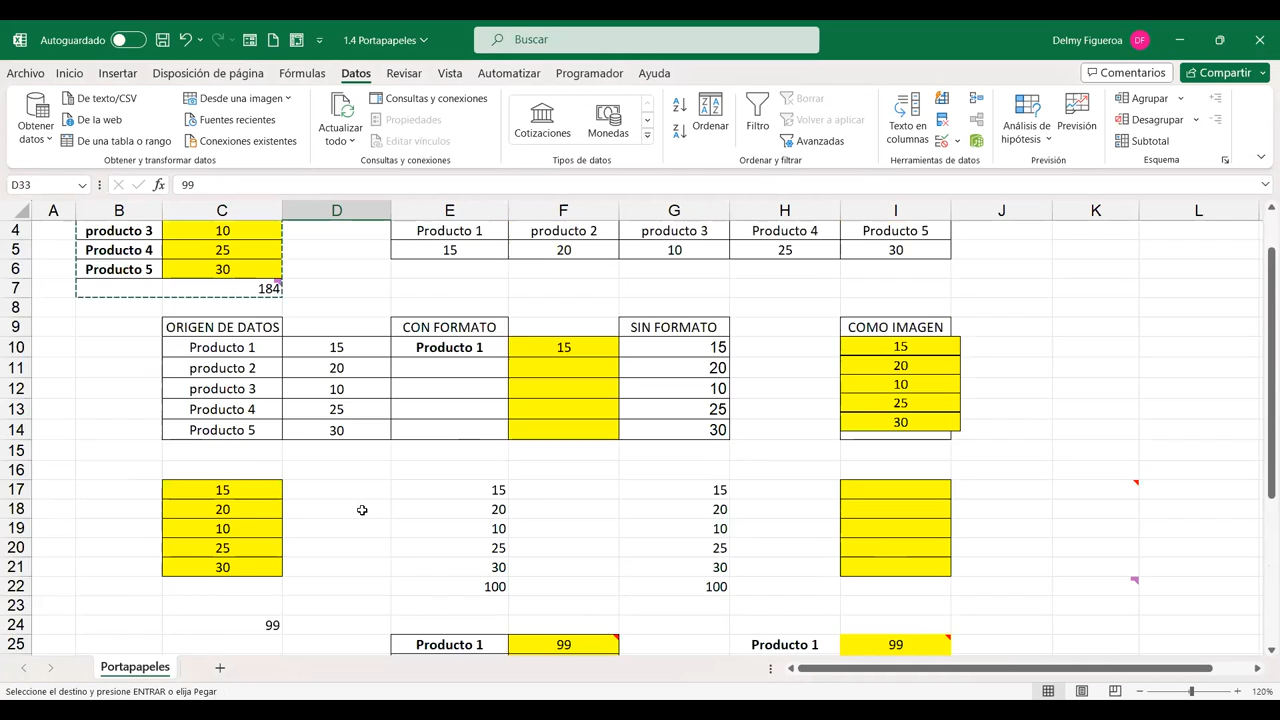 Autoguardado 1.4 Portapapeles Buscar Delmy Figueroa DF
Archivo Inicio Insertar Disposición de página Fórmulas Datos Revisar Vista Automatizar Programador Ayuda Comentarios Compartir
Obtener datos De texto/CSV De la web De una tabla o rango Desde una imagen Fuentes recientes Conexiones existentes
Actualizar todo Consultas y conexiones Propiedades Editar vínculos
Cotizaciones Monedas
Ordenar Filtro Borrar Volver a aplicar Avanzadas
Texto en columnas
Análisis de hipótesis Previsión
Agrupar Desagrupar Subtotal
Obtener y transformar datos Consultas y conexiones Tipos de datos Ordenar y filtrar Herramientas de datos Previsión Esquema
D33 fx 99
A B C D E F G H I J K L
4 producto 3 10 Producto 1 producto 2 producto 3 Producto 4 Producto 5
5 Producto 4 25 15 20 10 25 30
6 Producto 5 30
7 184
8
9 ORIGEN DE DATOS CON FORMATO SIN FORMATO COMO IMAGEN
10 Producto 1 15 Producto 1 15 15 15
11 producto 2 20 20 20
12 producto 3 10 10 10
13 Producto 4 25 25 25
14 Producto 5 30 30 30
15
16
17 15 15 15
18 20 20 20
19 10 10 10
20 25 25 25
21 30 30 30
22 100 100
23
24 99
25 Producto 1 99 Producto 1 99
Portapapeles
Seleccione el destino y presione ENTRAR o elija Pegar 120%